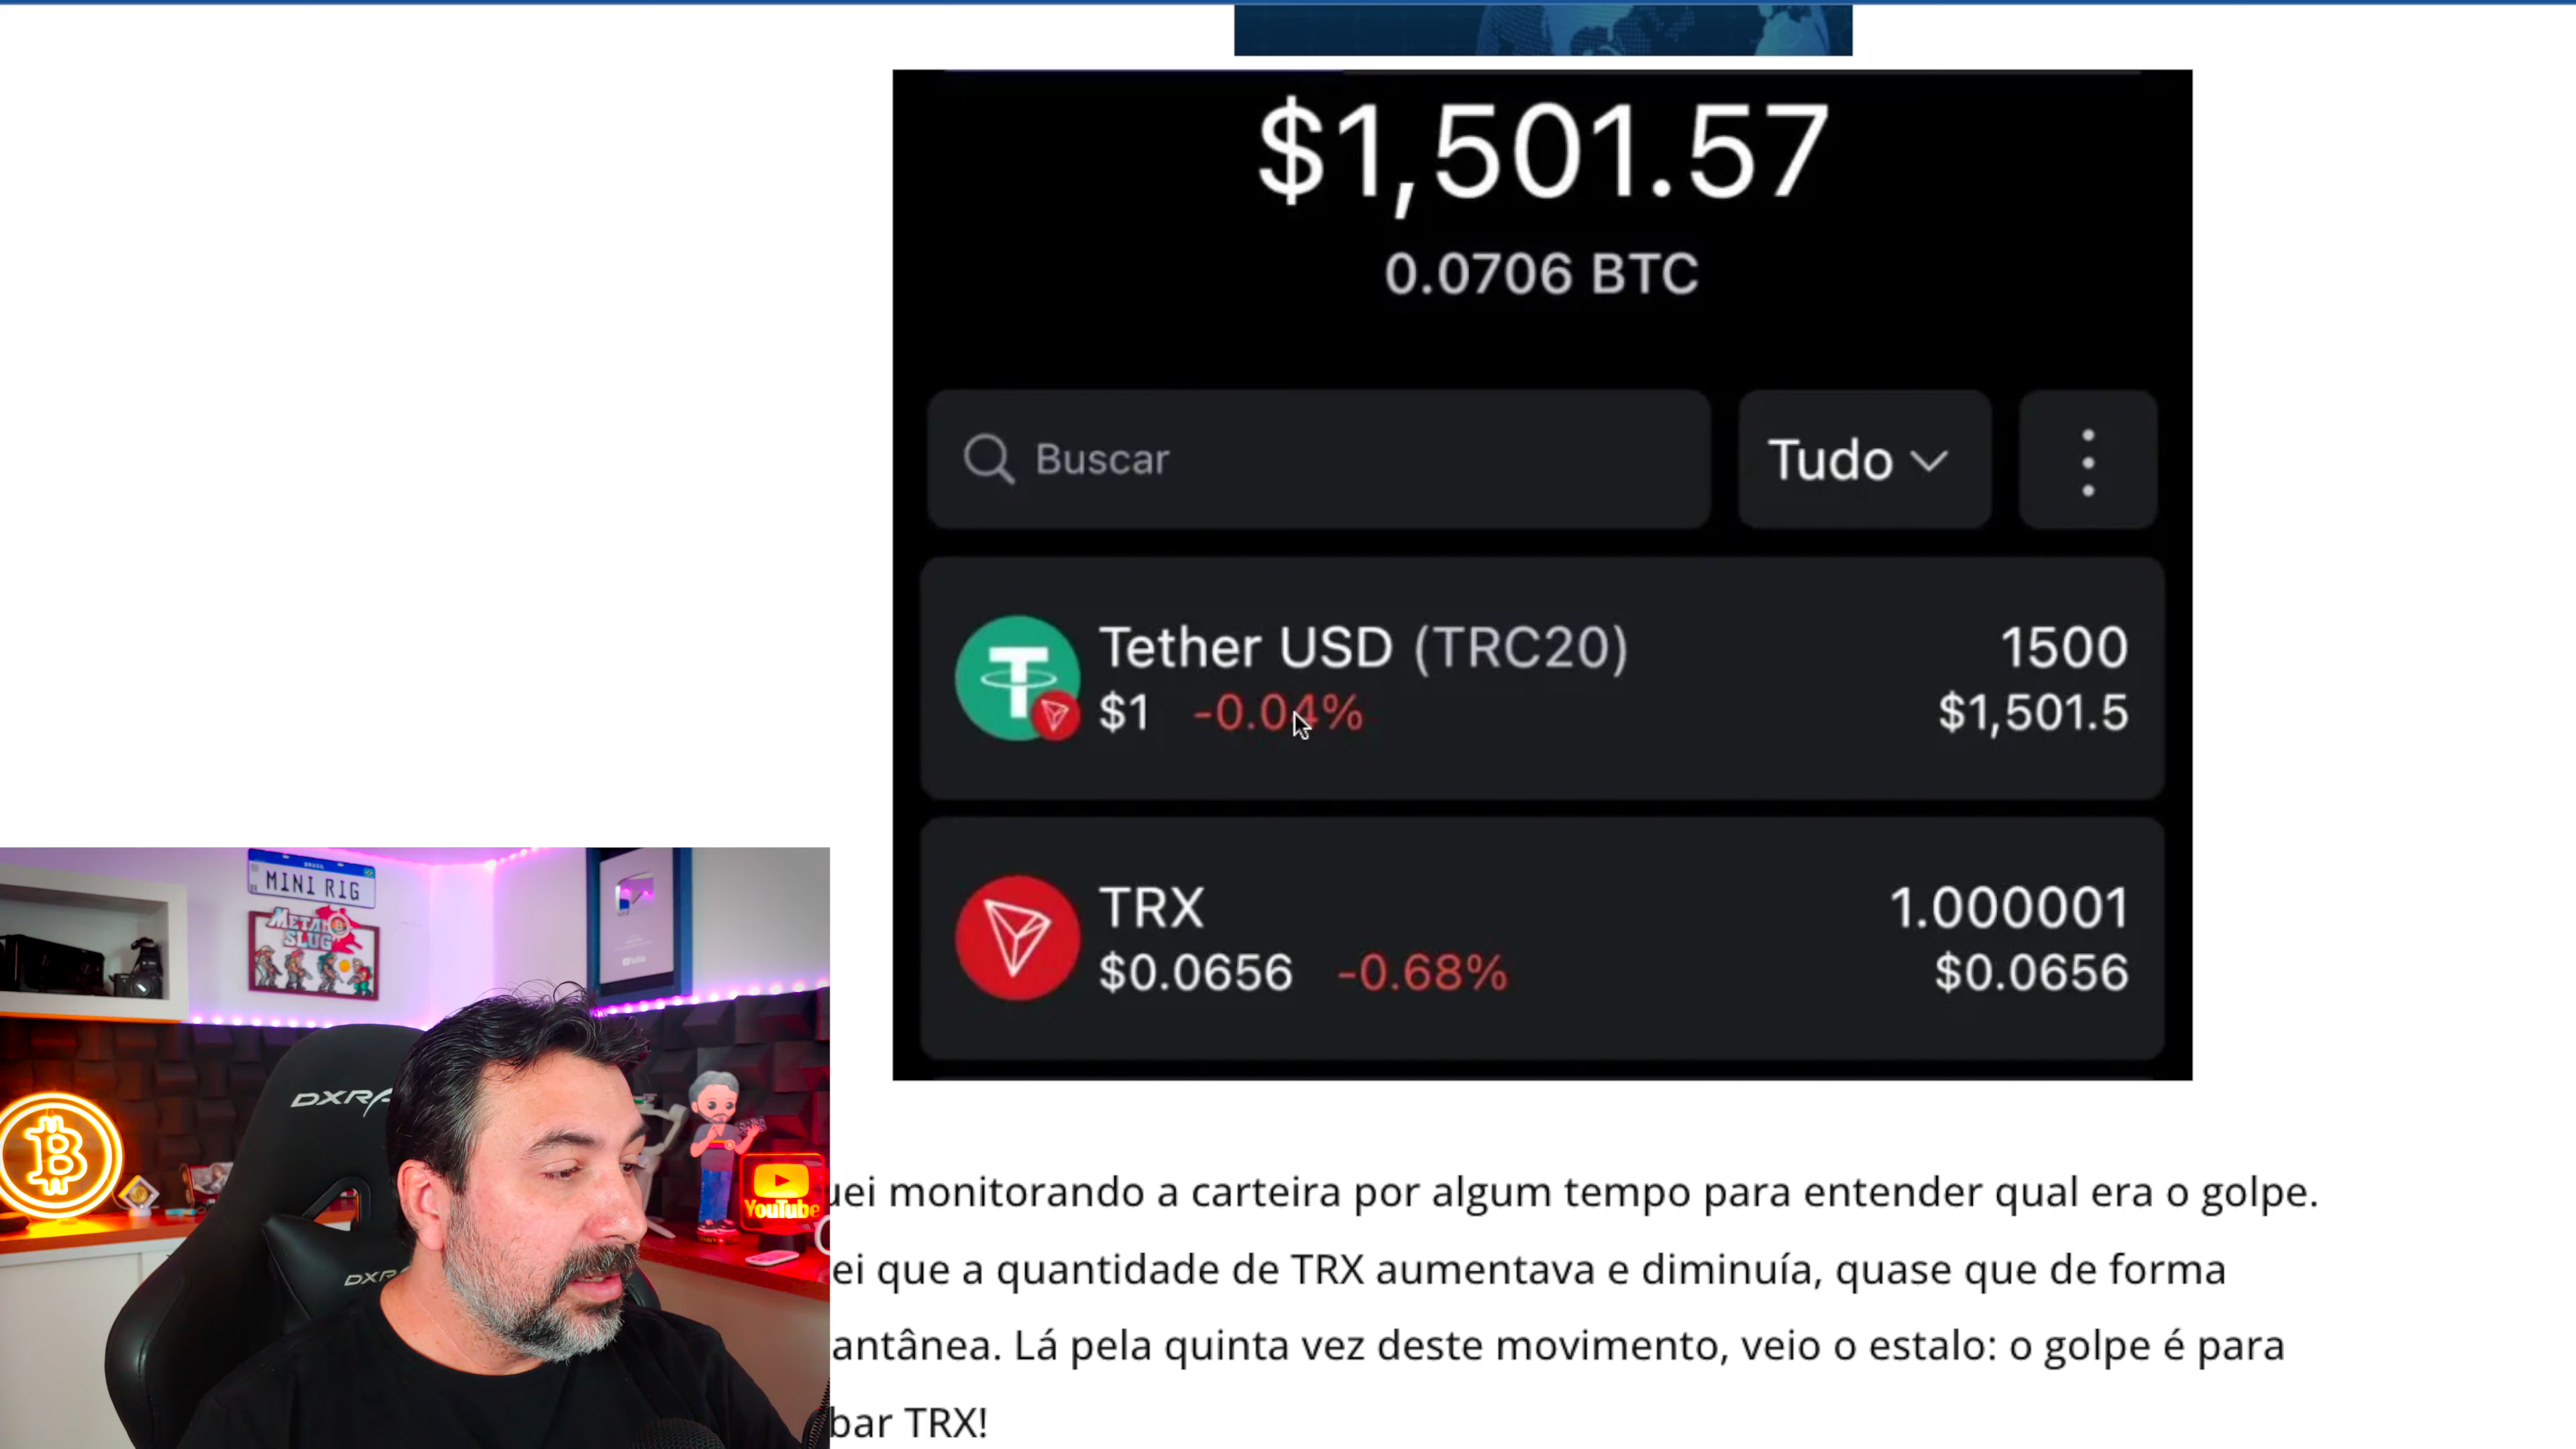 $1,501.57
0.0706 BTC
Buscar
Tudo
Tether USD (TRC20)
1500
$1 -0.04%
$1,501.5
TRX
1.000001
$0.0656 -0.68%
$0.0656
MINI RIG
METAL
SLUG
DXRA
DXR
YouTube
monitorando a carteira por algum tempo para entender qual era o golpe.
que a quantidade de TRX aumentava e diminuía, quase que de forma
antânea. Lá pela quinta vez deste movimento, veio o estalo: o golpe é para
bar TRX!